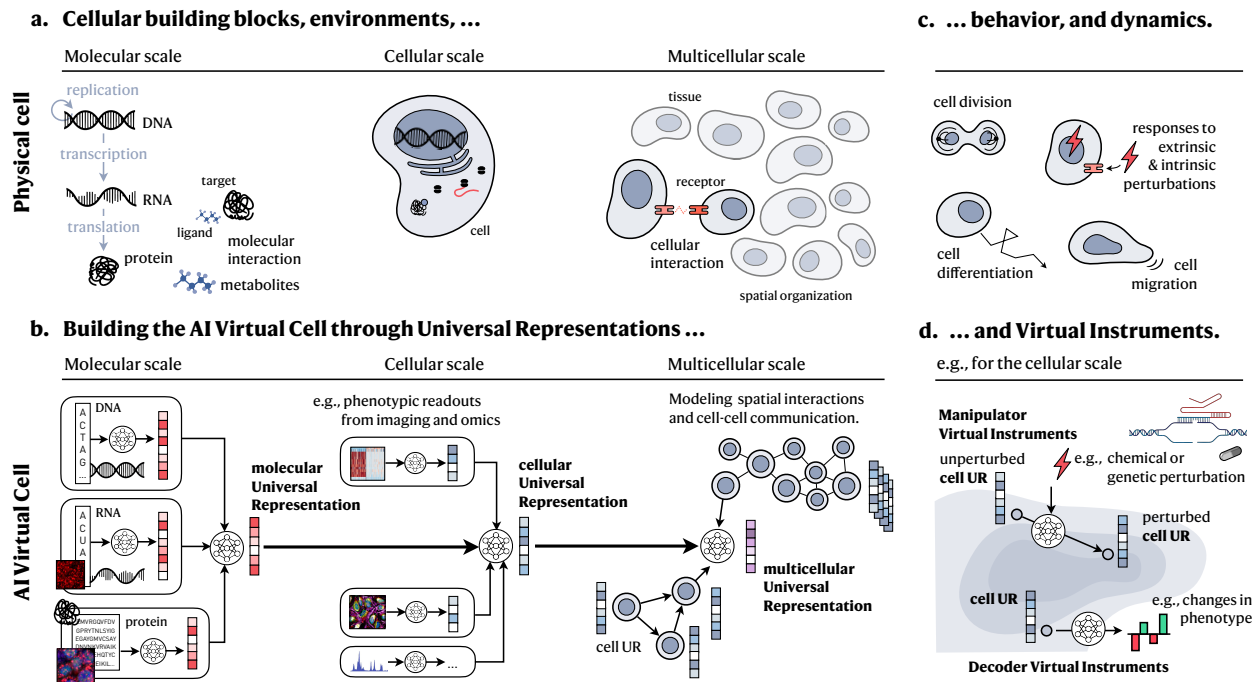 a. Cellular building blocks, environments, ...
c. ... behavior, and dynamics.
Physical cell
Molecular scale
Cellular scale
Multicellular scale
replication
DNA
transcription
RNA
translation
protein
target
ligand
molecular
interaction
metabolites
cell
tissue
receptor
cellular
interaction
spatial organization
cell division
responses to
extrinsic
& intrinsic
perturbations
cell
differentiation
cell
migration
b. Building the AI Virtual Cell through Universal Representations ...
d. ... and Virtual Instruments.
AI Virtual Cell
Molecular scale
Cellular scale
Multicellular scale
e.g., for the cellular scale
DNA
A
C
T
A
G
...
RNA
A
C
U
A
protein
MVRGQVFDV
GPRYTNLSYIG
EGAYGMVCSAY
EHQTYC
EIKIL...
molecular
Universal
Representation
e.g., phenotypic readouts
from imaging and omics
...
cellular
Universal
Representation
Modeling spatial interactions
and cell-cell communication.
cell UR
multicellular
Universal
Representation
Manipulator
Virtual Instruments
unperturbed
cell UR
e.g., chemical or
genetic perturbation
perturbed
cell UR
cell UR
e.g., changes in
phenotype
Decoder Virtual Instruments